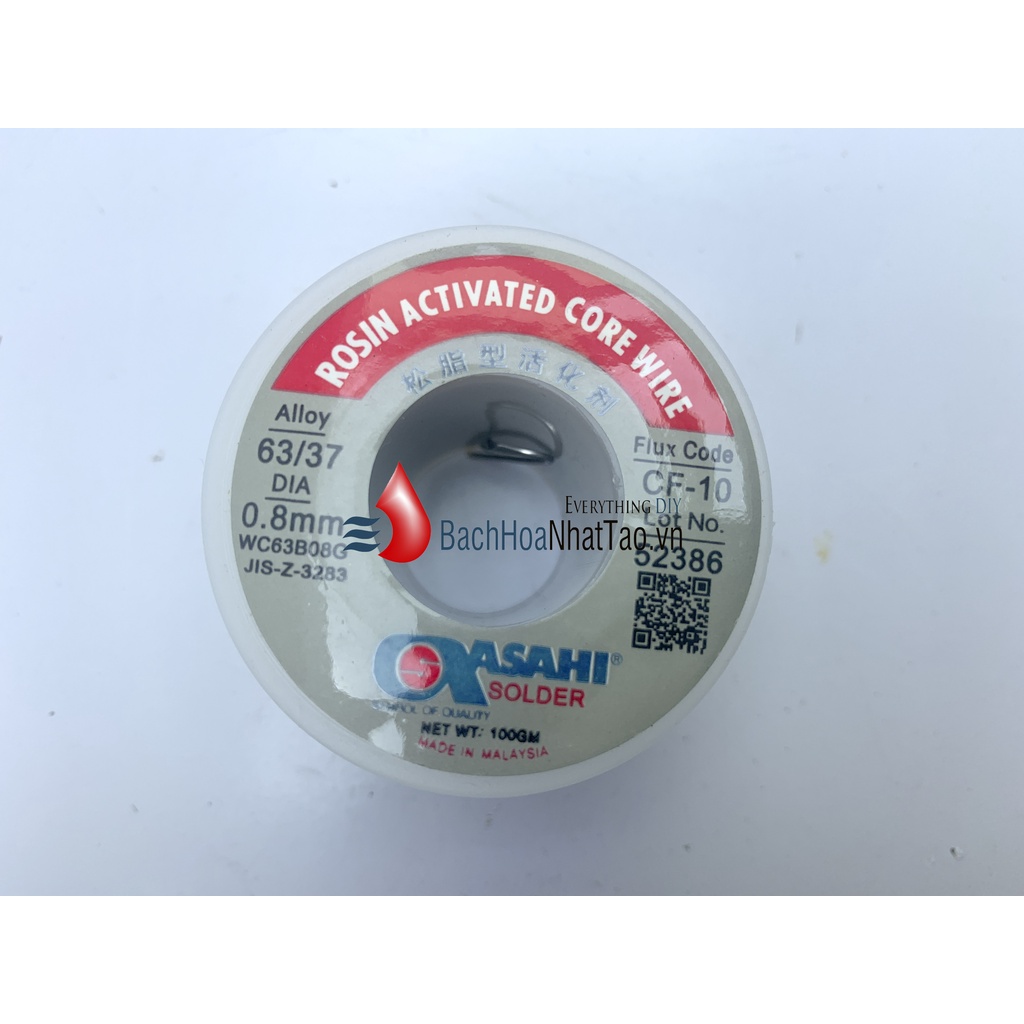 ROSIN ACTIVATED CORE WIRE
松脂型活化剂
Alloy
63/37
DIA
0.8mm
WC63B08G
JIS-Z-3283
Flux Code
CF-10
Lot No.
52386
EVERYTHING DIY
BACHHOANHATTAO.vn
ASAHI®
SOLDER
OF QUALITY
NET WT: 100GM
MADE IN MALAYSIA